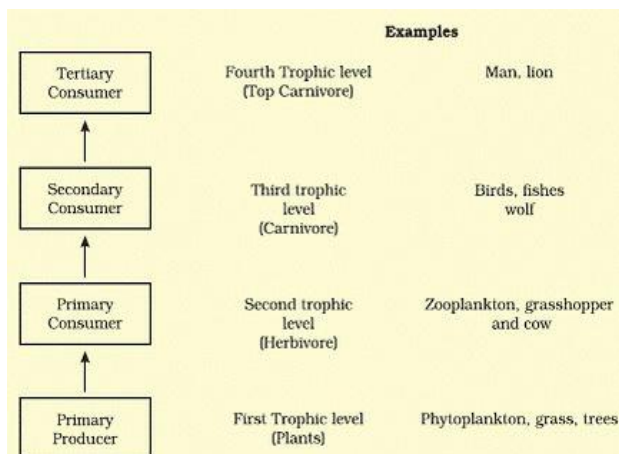 Examples
Tertiary
Consumer
Fourth Trophic level
(Top Carnivore)
Man, lion
Secondary
Consumer
Third trophic
level
(Carnivore)
Birds, fishes
wolf
Primary
Consumer
Second trophic
level
(Herbivore)
Zooplankton, grasshopper
and cow
Primary
Producer
First Trophic level
(Plants)
Phytoplankton, grass, trees